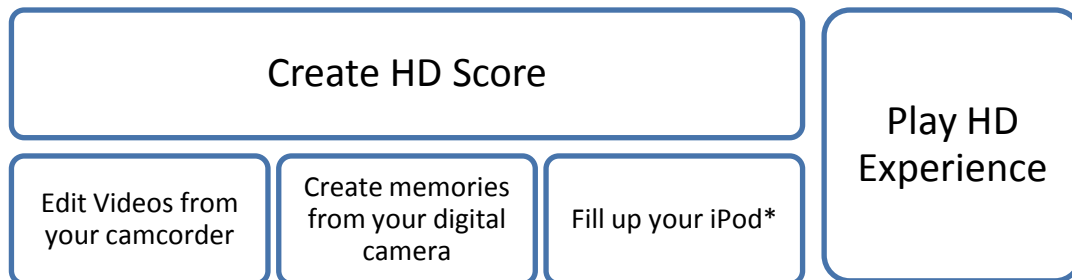 Create HD Score
Play HD
Experience
Edit Videos from
your camcorder
Create memories
from your digital
camera
Fill up your iPod*